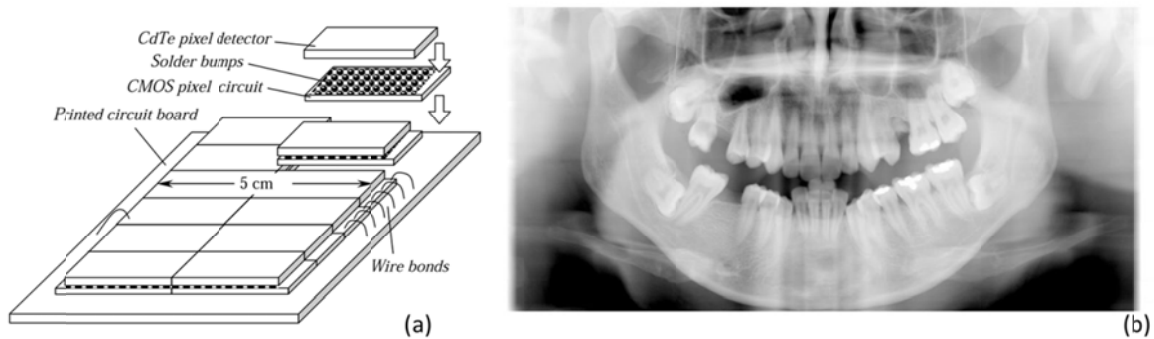 CdTe pixel detector
Solder bumps
CMOS pixel circuit
Printed circuit board
5 cm
Wire bonds
(a)
(b)